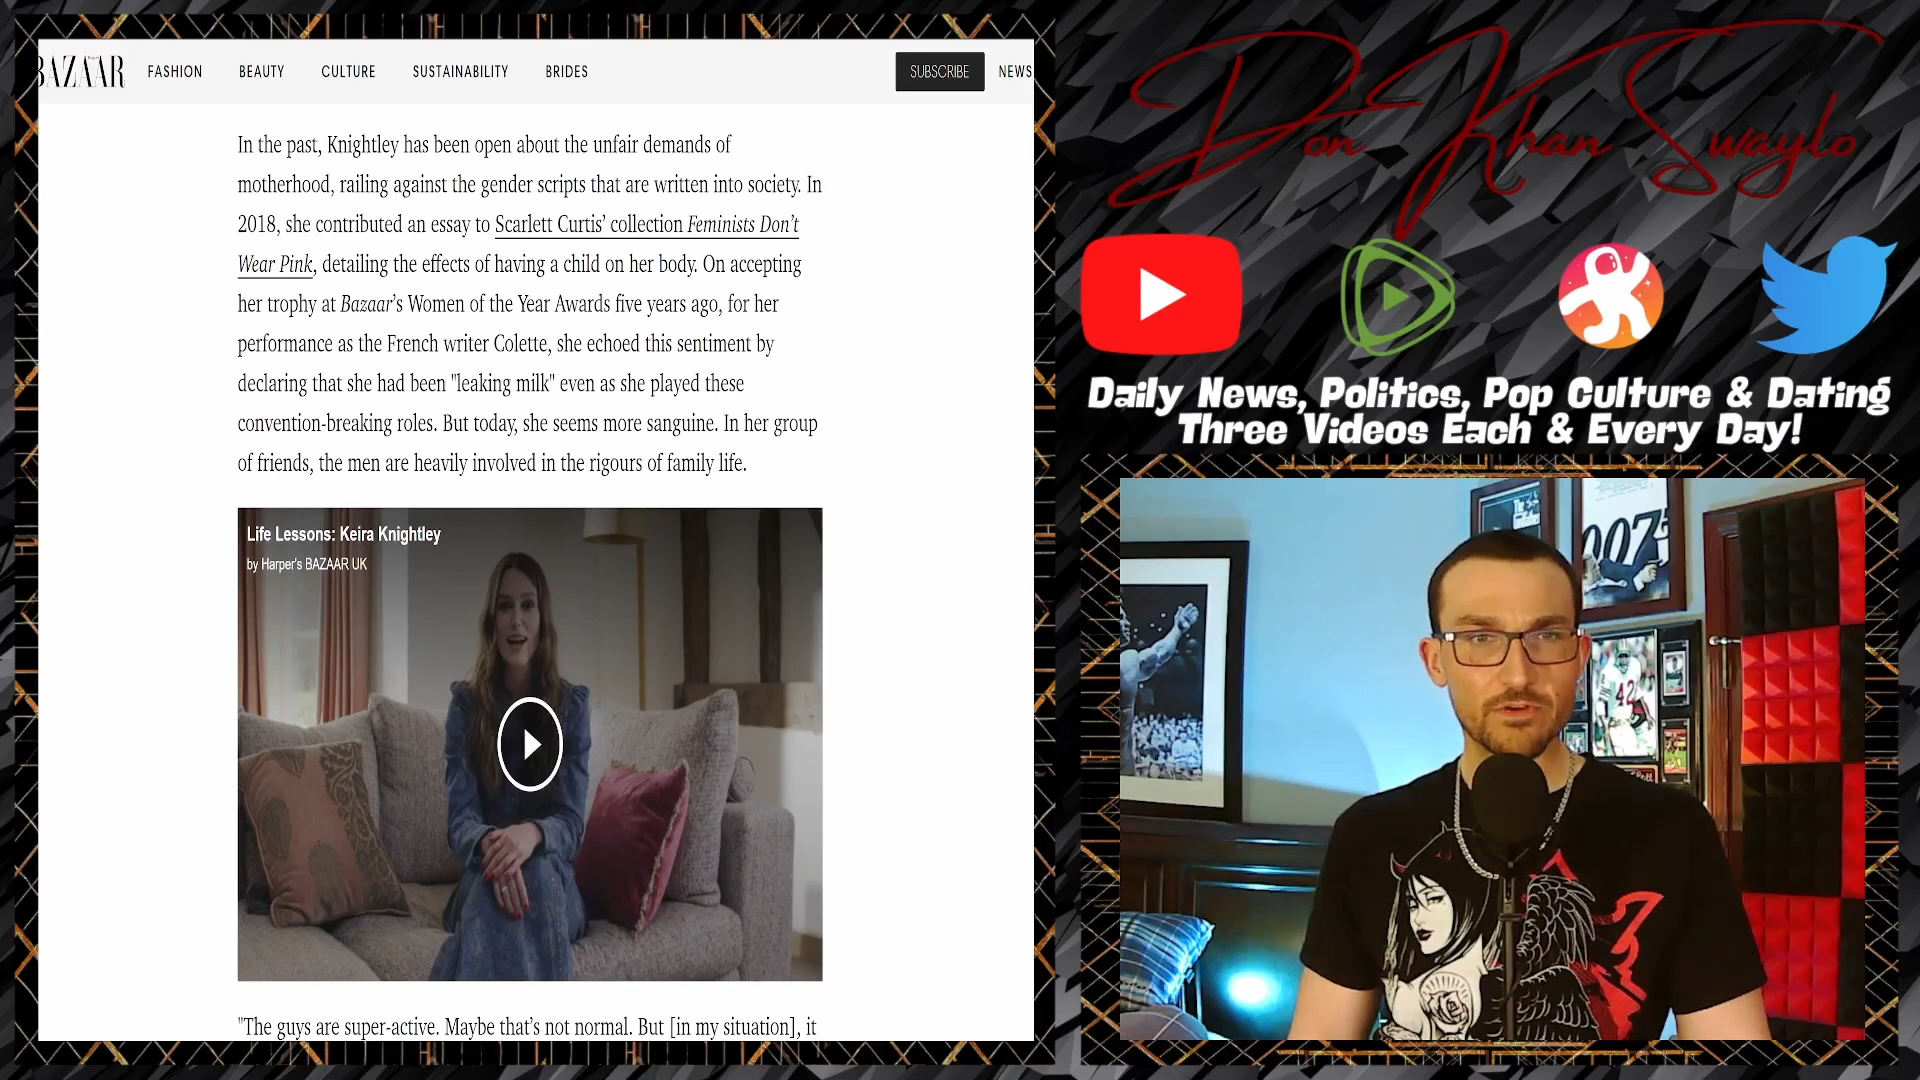 BAZAAR FASHION BEAUTY CULTURE SUSTAINABILITY BRIDES SUBSCRIBE NEWS
In the past, Knightley has been open about the unfair demands of
motherhood, railing against the gender scripts that are written into society. In
2018, she contributed an essay to Scarlett Curtis’ collection Feminists Don’t
Wear Pink, detailing the effects of having a child on her body. On accepting
her trophy at Bazaar’s Women of the Year Awards five years ago, for her
performance as the French writer Colette, she echoed this sentiment by
declaring that she had been "leaking milk" even as she played these
convention-breaking roles. But today, she seems more sanguine. In her group
of friends, the men are heavily involved in the rigours of family life.
Life Lessons: Keira Knightley
by Harper's BAZAAR UK
"The guys are super-active. Maybe that’s not normal. But [in my situation], it
Don Khan Swaylo
Daily News, Politics, Pop Culture & Dating
Three Videos Each & Every Day!
007
42